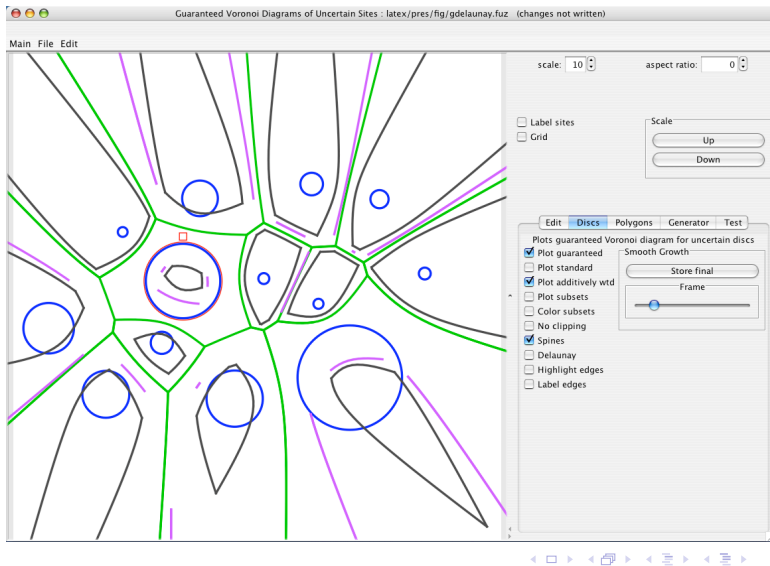 Guaranteed Voronoi Diagrams of Uncertain Sites : latex/pres/fig/gdelaunay.fuz (changes not written)
Main File Edit
scale: 10 aspect ratio: 0
Label sites
Grid
Scale
Up
Down
Edit Discs Polygons Generator Test
Plots guaranteed Voronoi diagram for uncertain discs
Plot guaranteed
Plot standard
Plot additively wtd
Plot subsets
Color subsets
No clipping
Spines
Delaunay
Highlight edges
Label edges
Smooth Growth
Store final
Frame